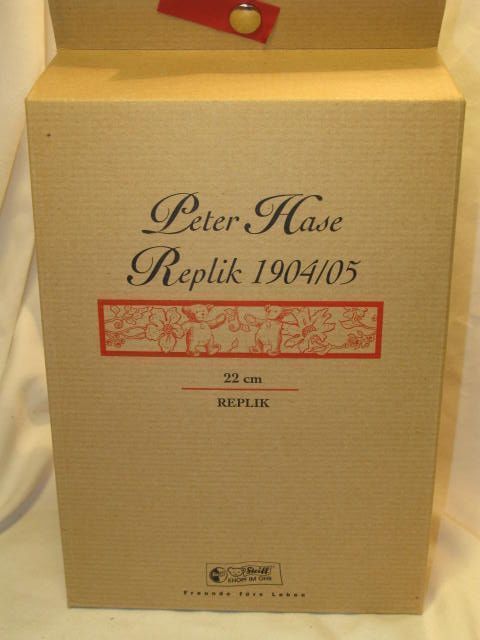 Peter Hase
Replik 1904/05
22 cm
REPLIK
Steiff
KNOPF IM OHR
Freunde fürs Leben